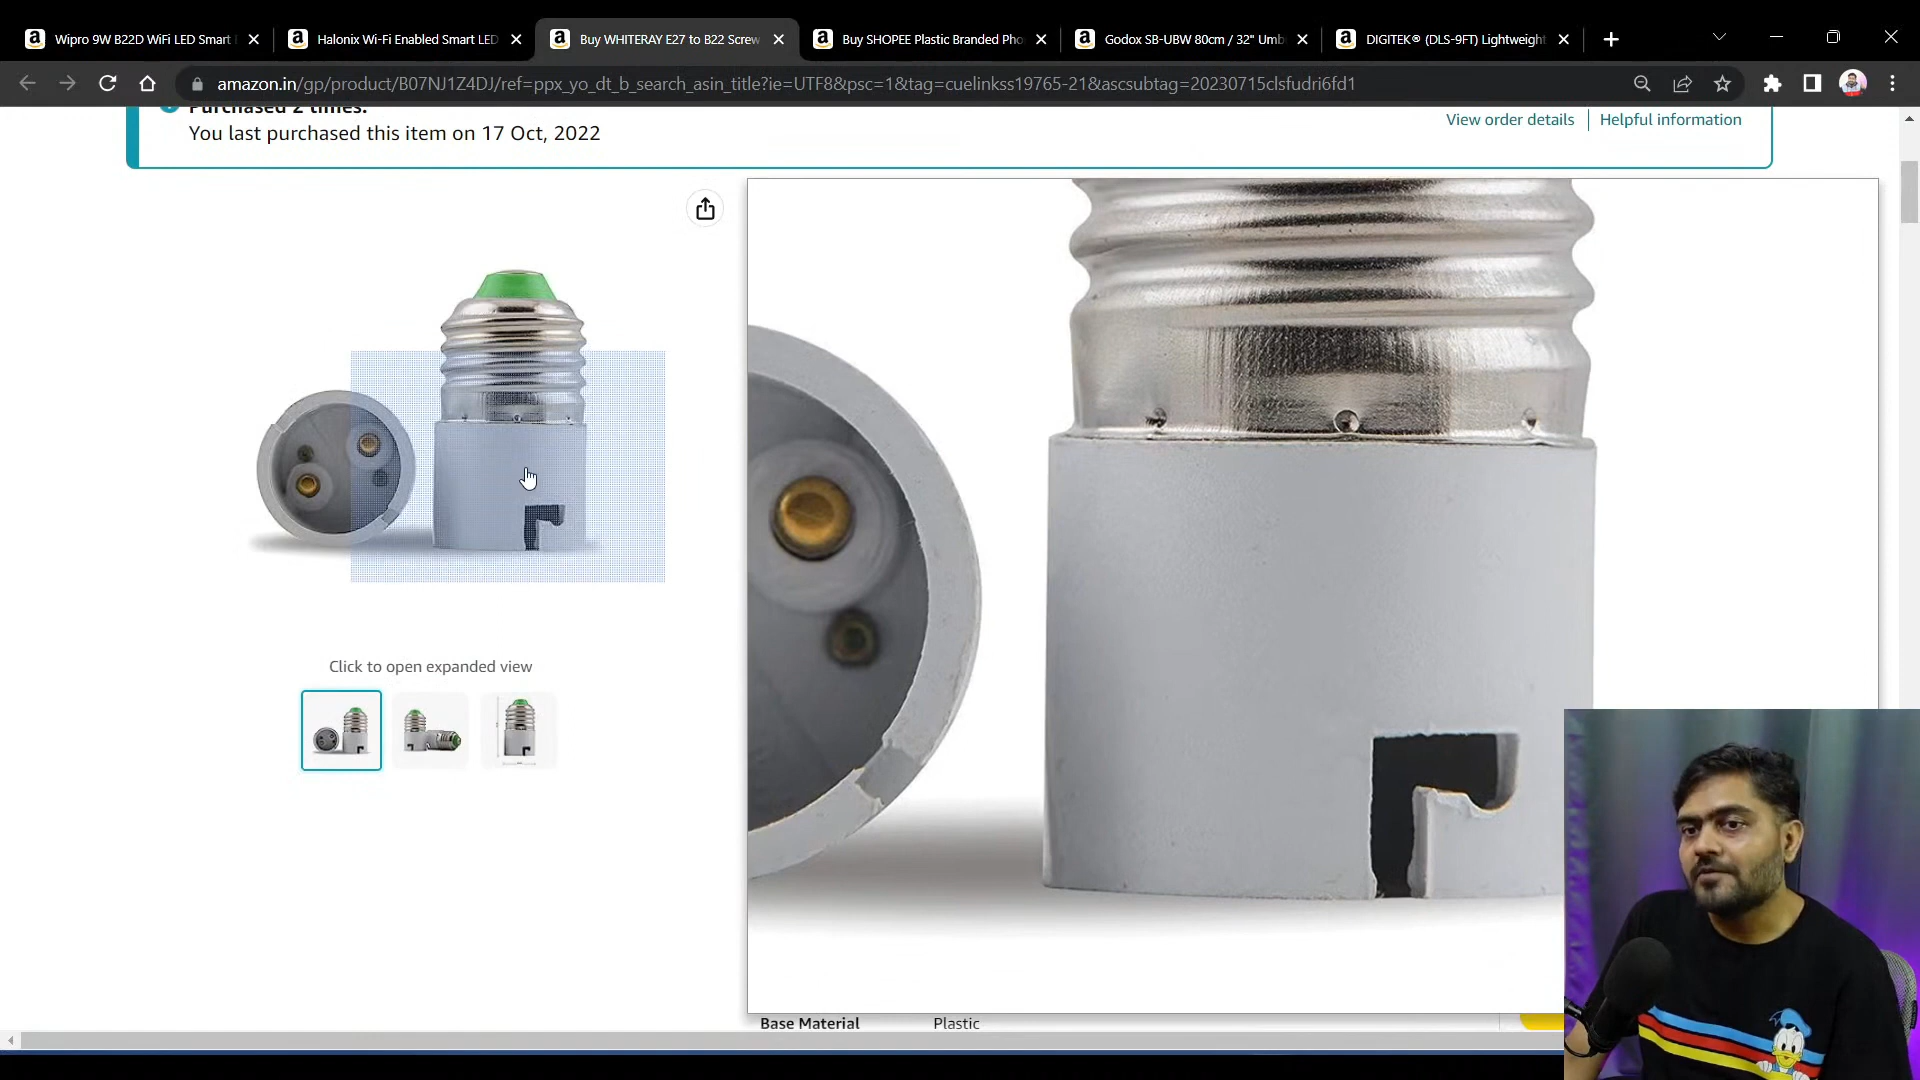 Wipro 9W B22D WiFi LED Smart
Halonix Wi-Fi Enabled Smart LED
Buy WHITERAY E27 to B22 Screw
Buy SHOPEE Plastic Branded Pho
Godox SB-UBW 80cm / 32" Umb
DIGITEK® (DLS-9FT) Lightweight
amazon.in/gp/product/B07NJ1Z4DJ/ref=ppx_yo_dt_b_search_asin_title?ie=UTF8&psc=1&tag=cuelinkss19765-21&ascsubtag=20230715clsfudri6fd1
Purchased 2 times.
You last purchased this item on 17 Oct, 2022
View order details | Helpful information
Click to open expanded view
Base Material Plastic